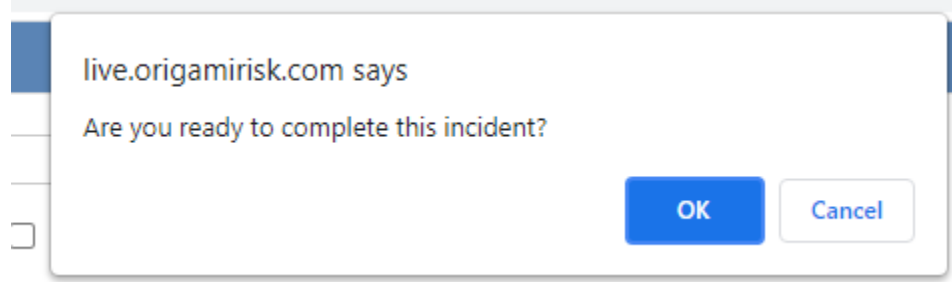 live.origamirisk.com says
Are you ready to complete this incident?
OK Cancel